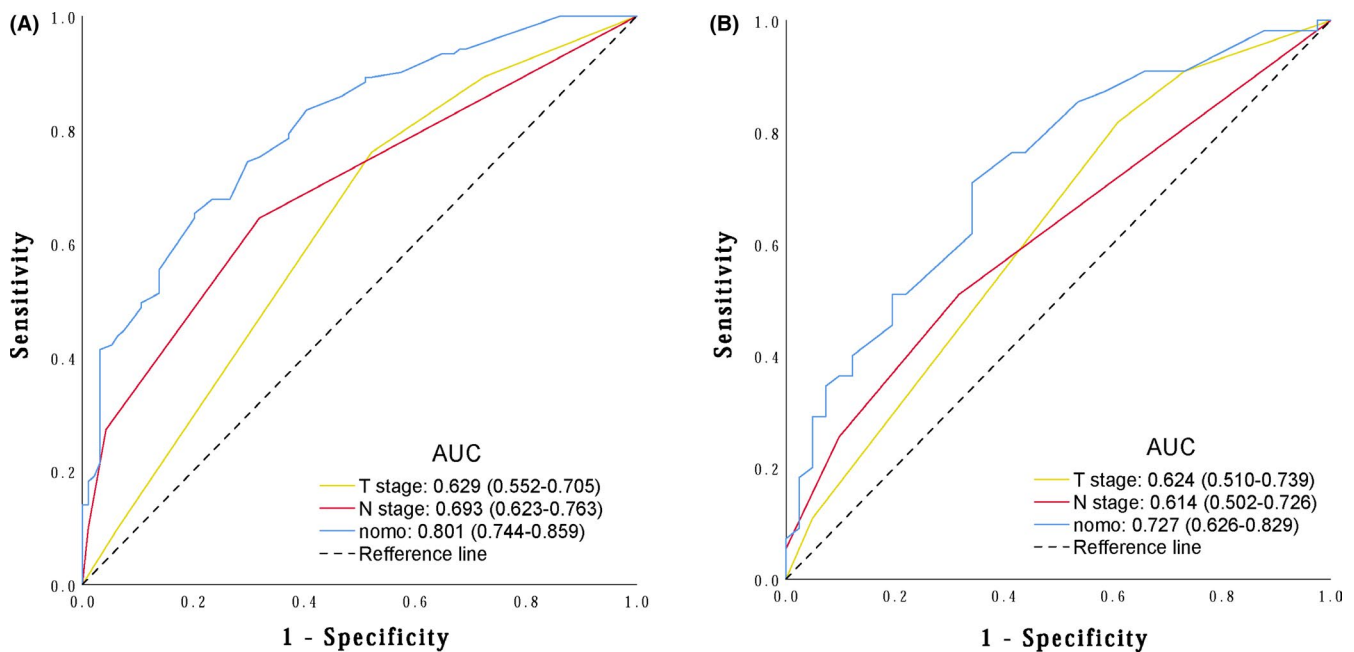 (A)
1.0
0.8
0.6
0.4
0.2
0.0
Sensitivity
0.0 0.2 0.4 0.6 0.8 1.0
1 - Specificity
AUC
T stage: 0.629 (0.552-0.705)
N stage: 0.693 (0.623-0.763)
nomo: 0.801 (0.744-0.859)
Refference line
(B)
1.0
0.8
0.6
0.4
0.2
0.0
Sensitivity
0.0 0.2 0.4 0.6 0.8 1.0
1 - Specificity
AUC
T stage: 0.624 (0.510-0.739)
N stage: 0.614 (0.502-0.726)
nomo: 0.727 (0.626-0.829)
Refference line